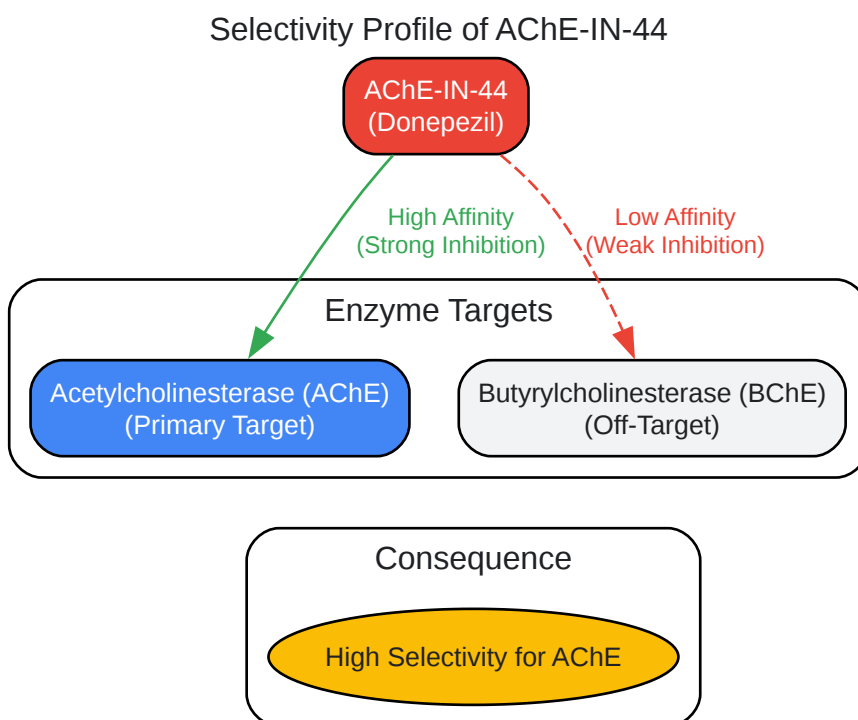 Selectivity Profile of AChE-IN-44
AChE-IN-44
(Donepezil)
High Affinity
(Strong Inhibition)
Low Affinity
(Weak Inhibition)
Enzyme Targets
Acetylcholinesterase (AChE)
(Primary Target)
Butyrylcholinesterase (BChE)
(Off-Target)
Consequence
High Selectivity for AChE